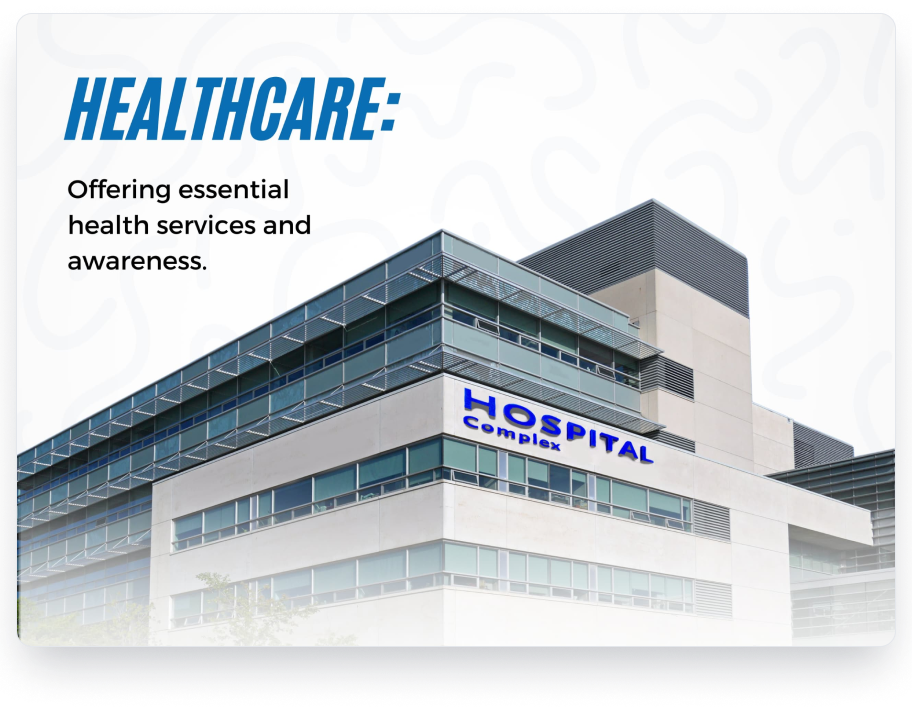 HEALTHCARE:
Offering essential
health services and
awareness.
HOSPITAL
Complex